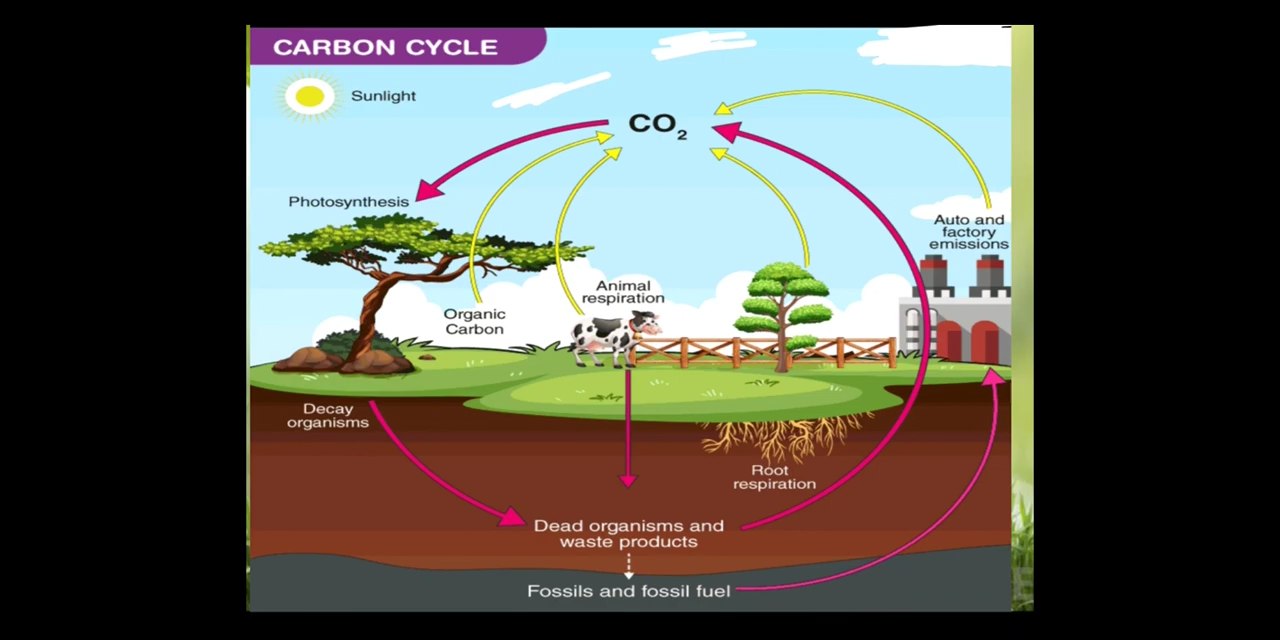 CARBON CYCLE
Sunlight
CO₂
Photosynthesis
Auto and
factory
emissions
Animal
respiration
Organic
Carbon
Decay
organisms
Root
respiration
Dead organisms and
waste products
Fossils and fossil fuel